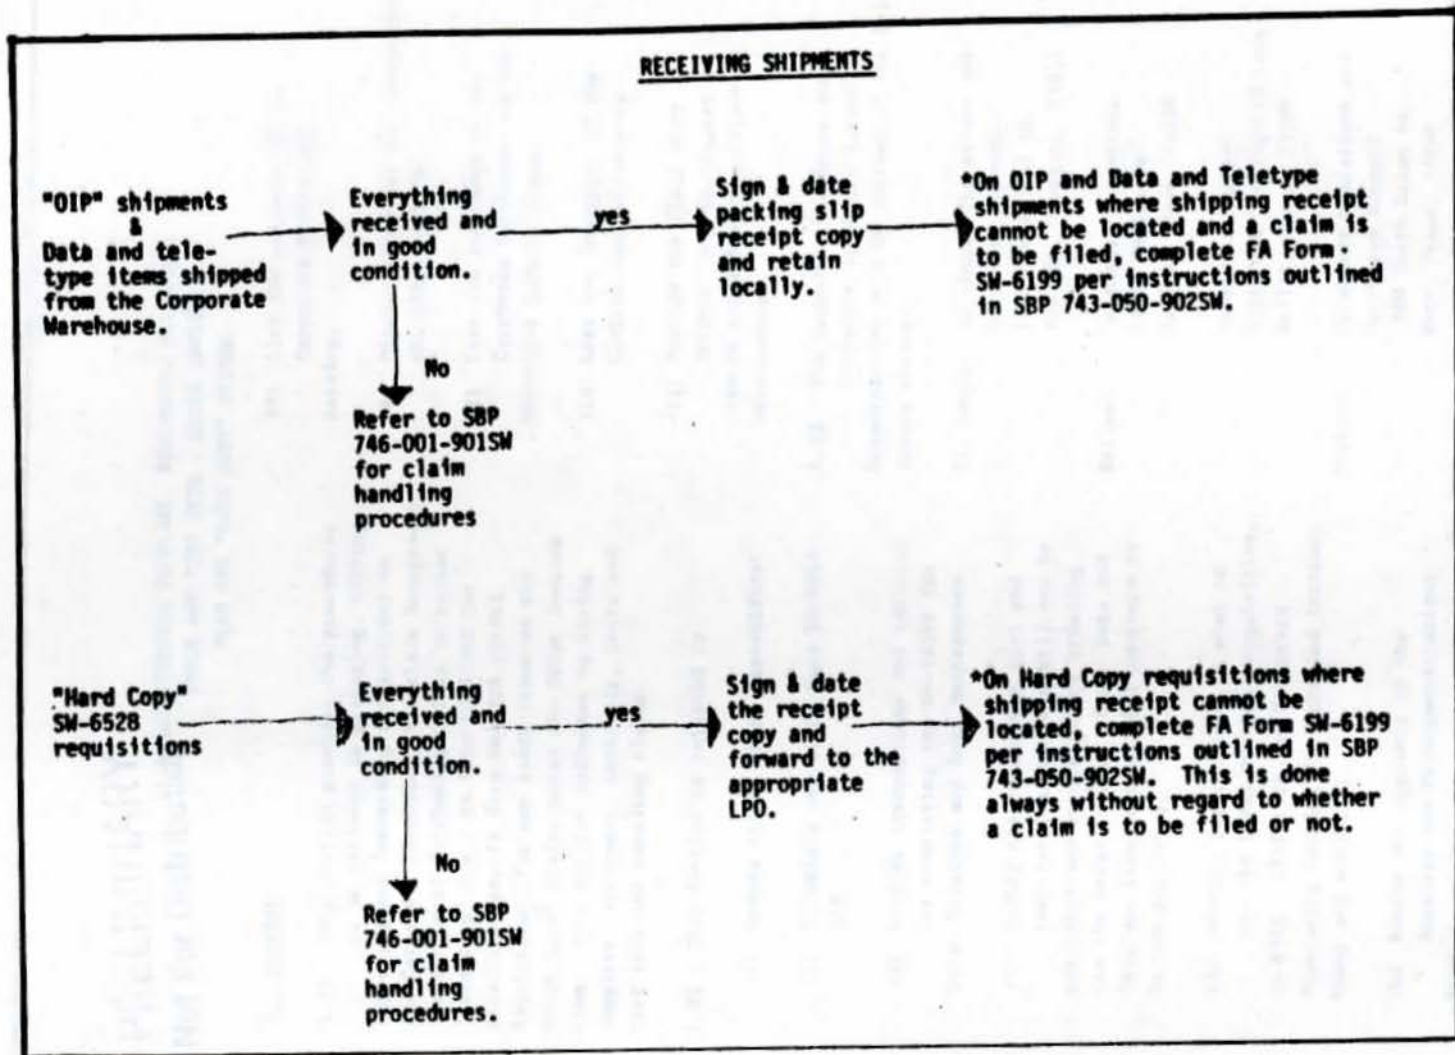 RECEIVING SHIPMENTS
"OIP" shipments
&
Data and tele-
type items shipped
from the Corporate
Warehouse.
Everything
received and
in good
condition.
yes
Sign & date
packing slip
receipt copy
and retain
locally.
*On OIP and Data and Teletype
shipments where shipping receipt
cannot be located and a claim is
to be filed, complete FA Form
SW-6199 per instructions outlined
in SBP 743-050-902SW.
No
Refer to SBP
746-001-901SW
for claim
handling
procedures
"Hard Copy"
SW-6528
requisitions
Everything
received and
in good
condition.
yes
Sign & date
the receipt
copy and
forward to the
appropriate
LPO.
*On Hard Copy requisitions where
shipping receipt cannot be
located, complete FA Form SW-6199
per instructions outlined in SBP
743-050-902SW. This is done
always without regard to whether
a claim is to be filed or not.
No
Refer to SBP
746-001-901SW
for claim
handling
procedures.